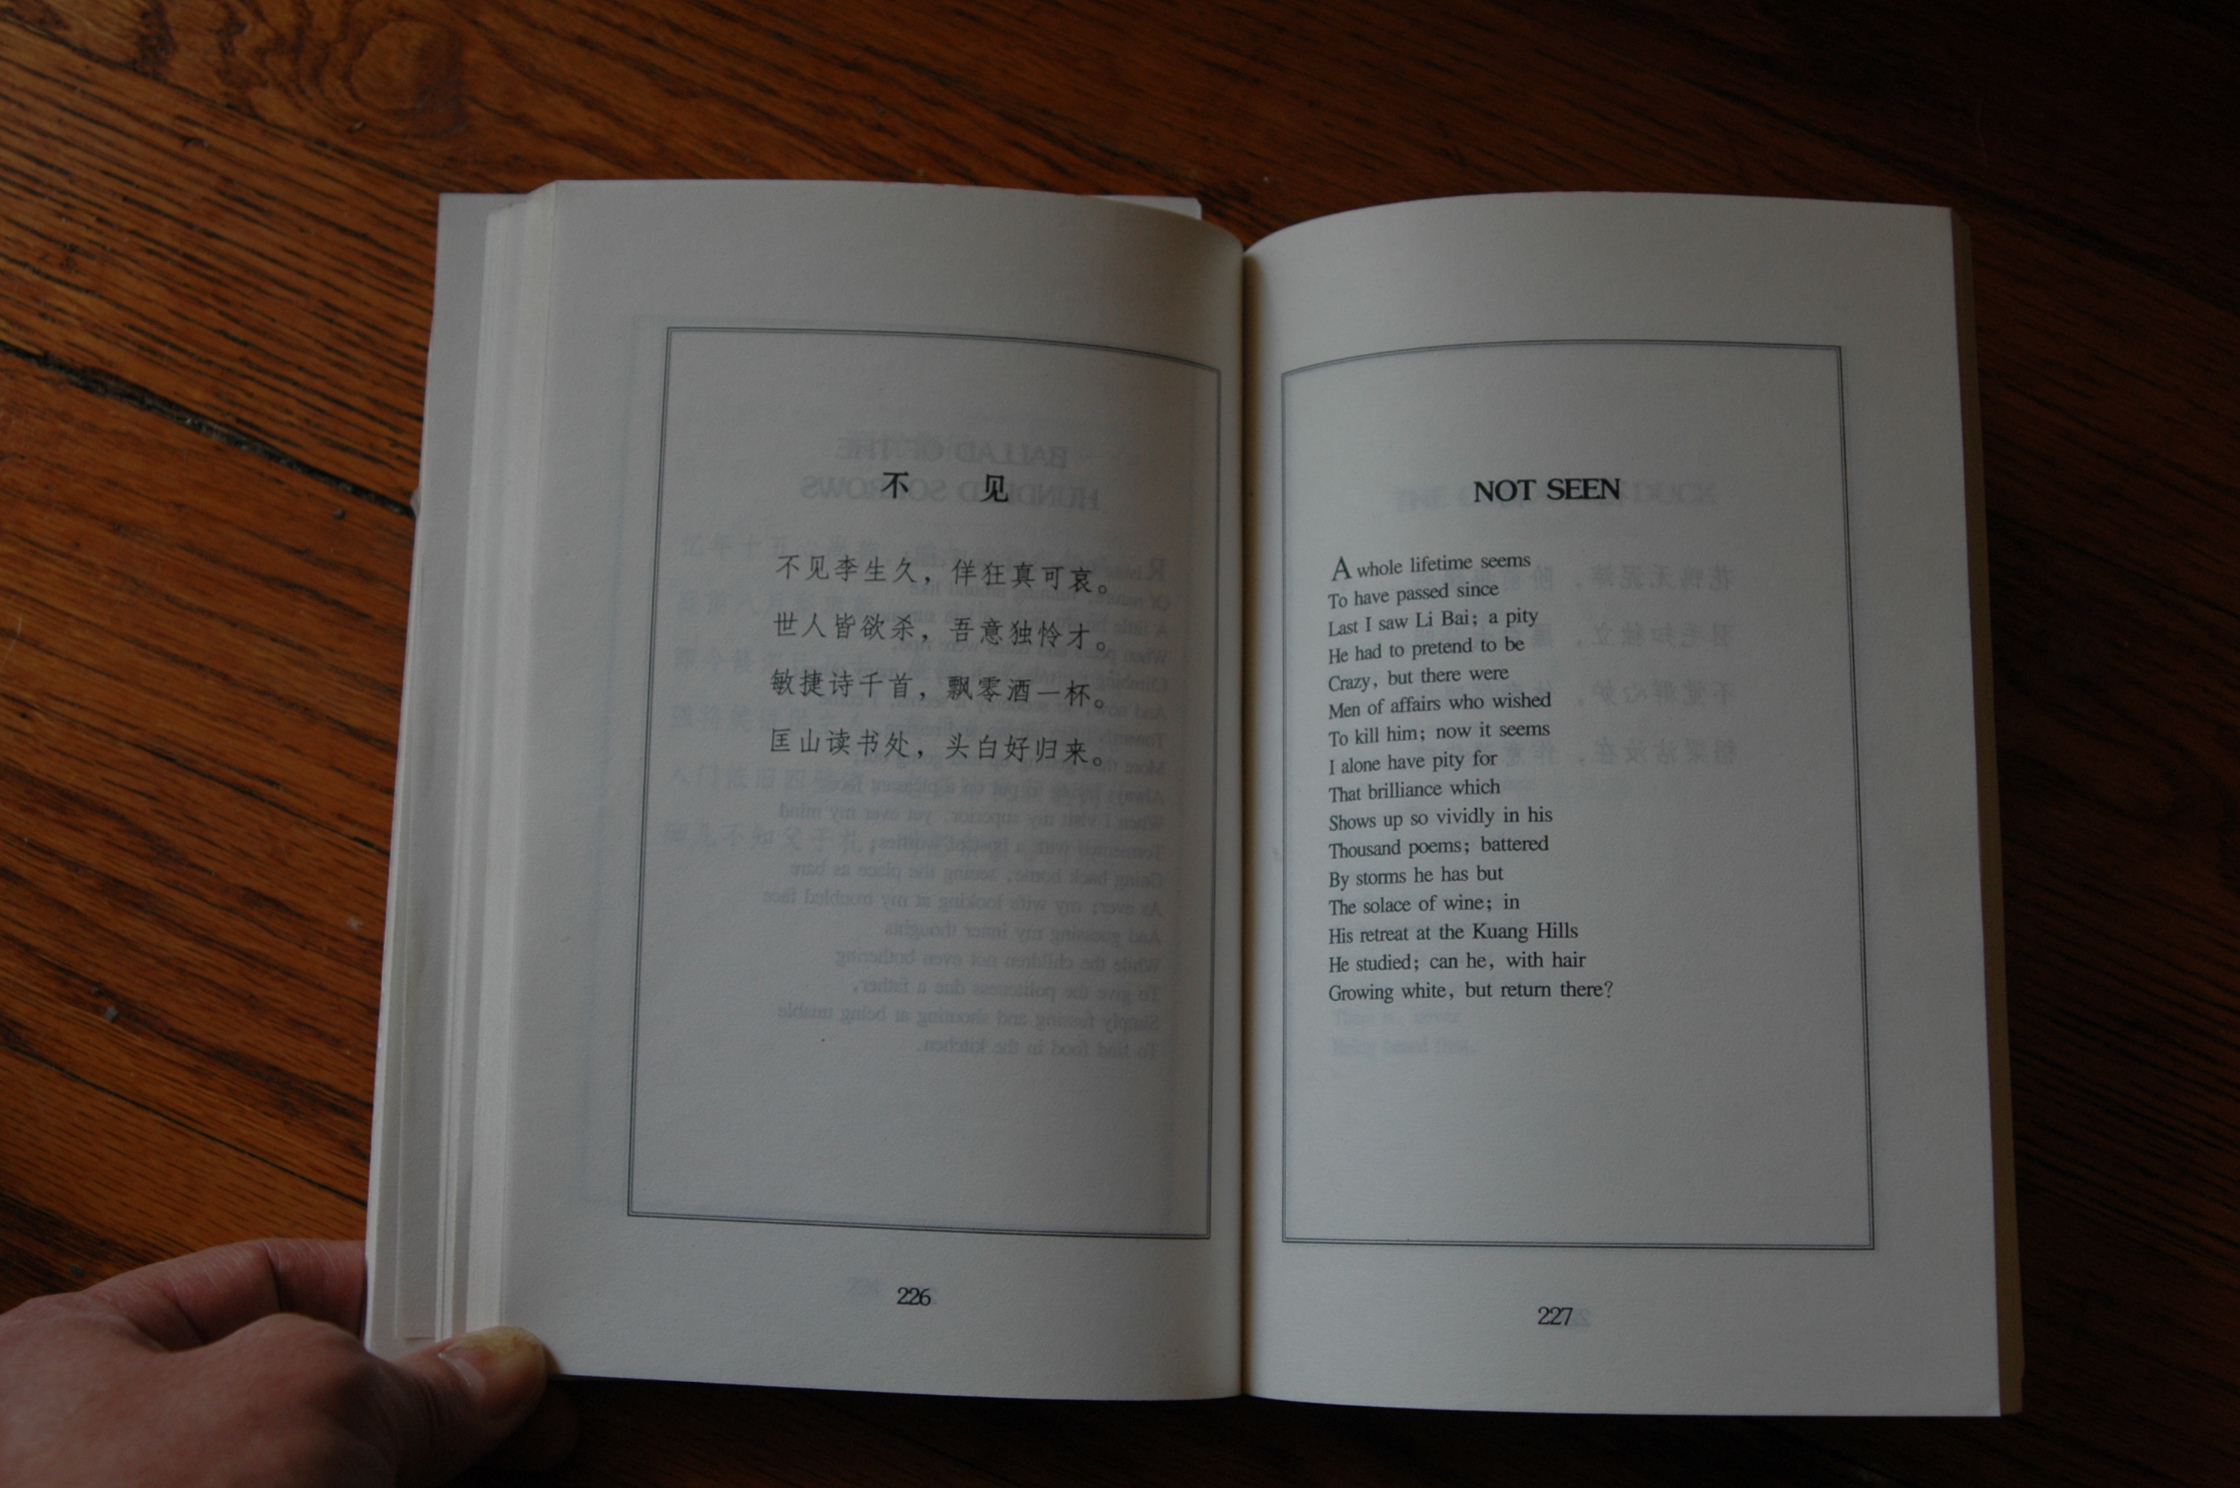 不见
不见李生久，佯狂真可哀。
世人皆欲杀，吾意独怜才。
敏捷诗千首，飘零酒一杯。
匡山读书处，头白好归来。
226
NOT SEEN
A whole lifetime seems
To have passed since
Last I saw Li Bai; a pity
He had to pretend to be
Crazy, but there were
Men of affairs who wished
To kill him; now it seems
I alone have pity for
That brilliance which
Shows up so vividly in his
Thousand poems; battered
By storms he has but
The solace of wine; in
His retreat at the Kuang Hills
He studied; can he, with hair
Growing white, but return there?
227